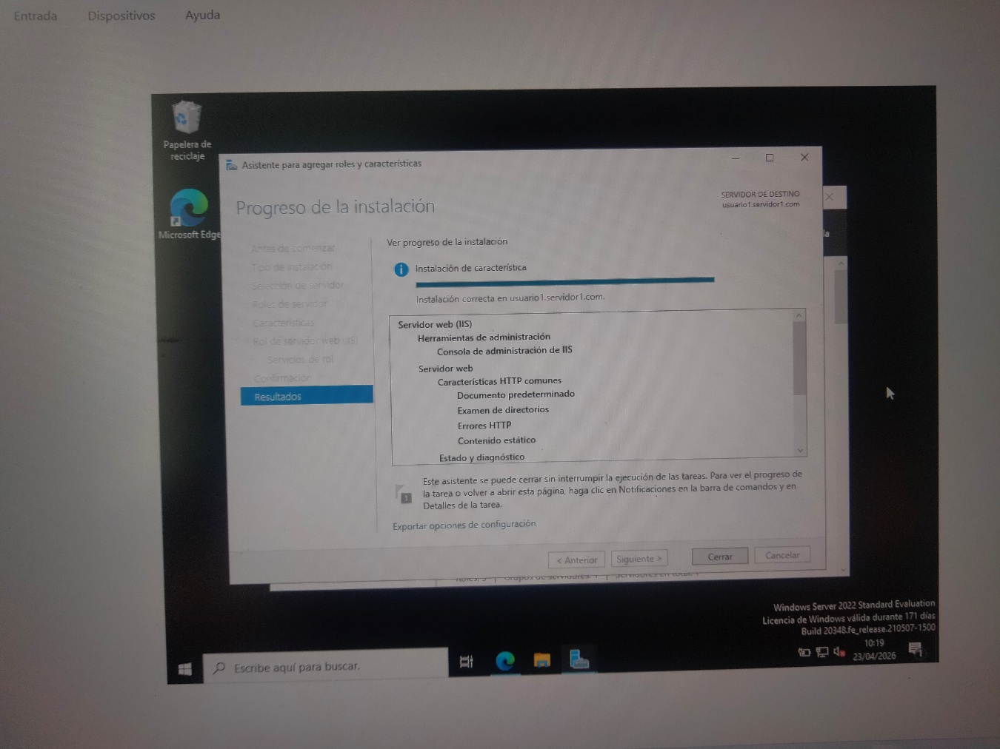 Entrada Dispositivos Ayuda
Papelera de
reciclaje
Microsoft Edge
Asistente para agregar roles y características
Progreso de la instalación
SERVIDOR DE DESTINO
usuario1.servidor1.com
Antes de comenzar
Tipo de instalación
Selección de servidor
Roles de servidor
Características
Rol de servidor web (IIS)
Servicios de rol
Confirmación
Resultados
Ver progreso de la instalación
Instalación de característica
Instalación correcta en usuario1.servidor1.com.
Servidor web (IIS)
Herramientas de administración
Consola de administración de IIS
Servidor web
Características HTTP comunes
Documento predeterminado
Examen de directorios
Errores HTTP
Contenido estático
Estado y diagnóstico
Este asistente se puede cerrar sin interrumpir la ejecución de las tareas. Para ver el progreso de
la tarea o volver a abrir esta página, haga clic en Notificaciones en la barra de comandos y en
Detalles de la tarea.
1
Exportar opciones de configuración
< Anterior Siguiente > Cerrar Cancelar
la
Windows Server 2022 Standard Evaluation
Licencia de Windows válida durante 171 días
Build 20348.fe_release.210507-1500
Escribe aquí para buscar.
10:19
23/04/2026